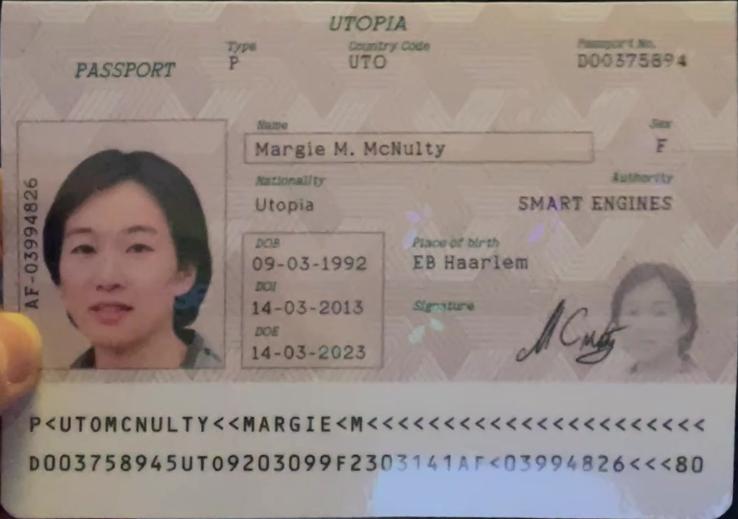 UTOPIA
PASSPORT
Type
P
Country Code
UTO
Passport No.
D00375894
Name
Margie M. McNulty
Sex
F
Nationality
Utopia
Authority
SMART ENGINES
AF-03994826
DOB
09-03-1992
Place of birth
EB Haarlem
DOI
14-03-2013
Signature
DOE
14-03-2023
P<UTOMCNULTY<<MARGIE<M<<<<<<<<<<<<<<<<<<<<<<
D003758945UTO9203099F2303141AF<03994826<<<80